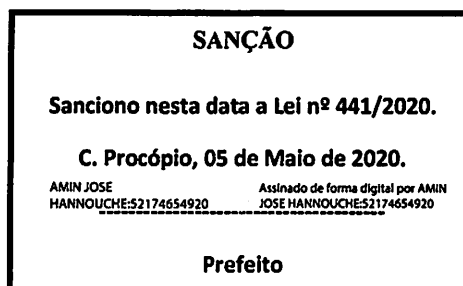 SANÇÃO
Sanciono nesta data a Lei nº 441/2020.
C. Procópio, 05 de Maio de 2020.
AMIN JOSE
HANNOUCHE:52174654920
Assinado de forma digital por AMIN
JOSE HANNOUCHE:52174654920
Prefeito